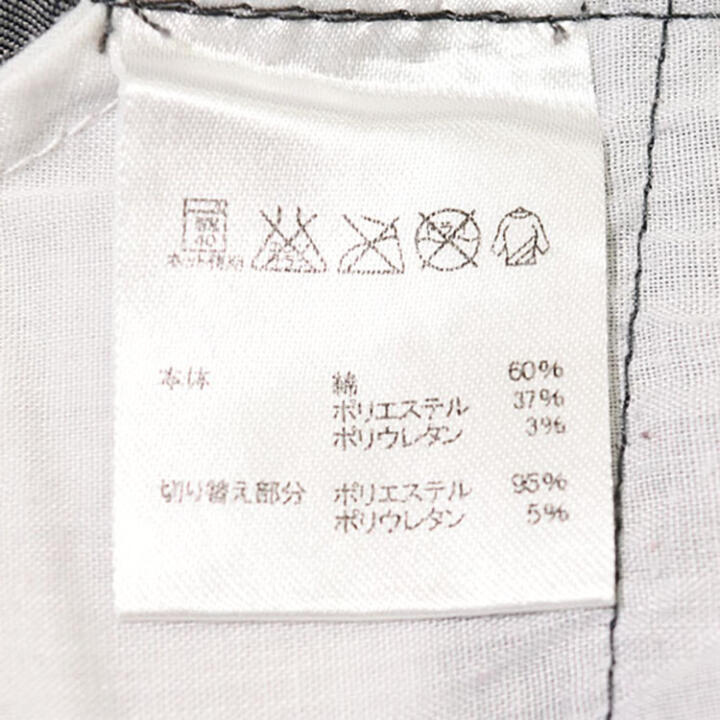 40
ネット使用
本体 綿 60%
ポリエステル 37%
ポリウレタン 3%
切り替え部分 ポリエステル 95%
ポリウレタン 5%